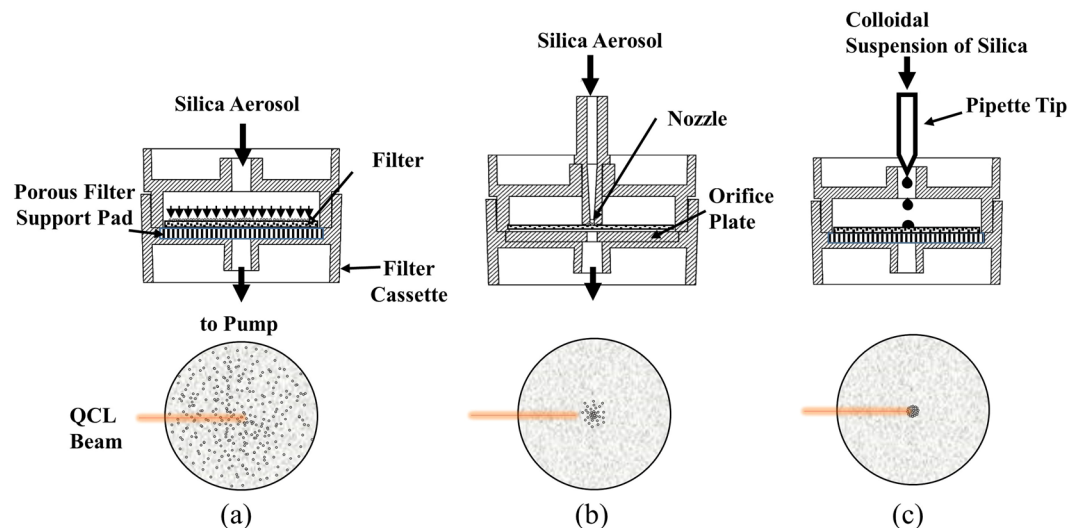 Silica Aerosol
Filter
Porous Filter
Support Pad
Filter
Cassette
to Pump
QCL
Beam
(a)
Silica Aerosol
Nozzle
Orifice
Plate
(b)
Colloidal
Suspension of Silica
Pipette Tip
(c)